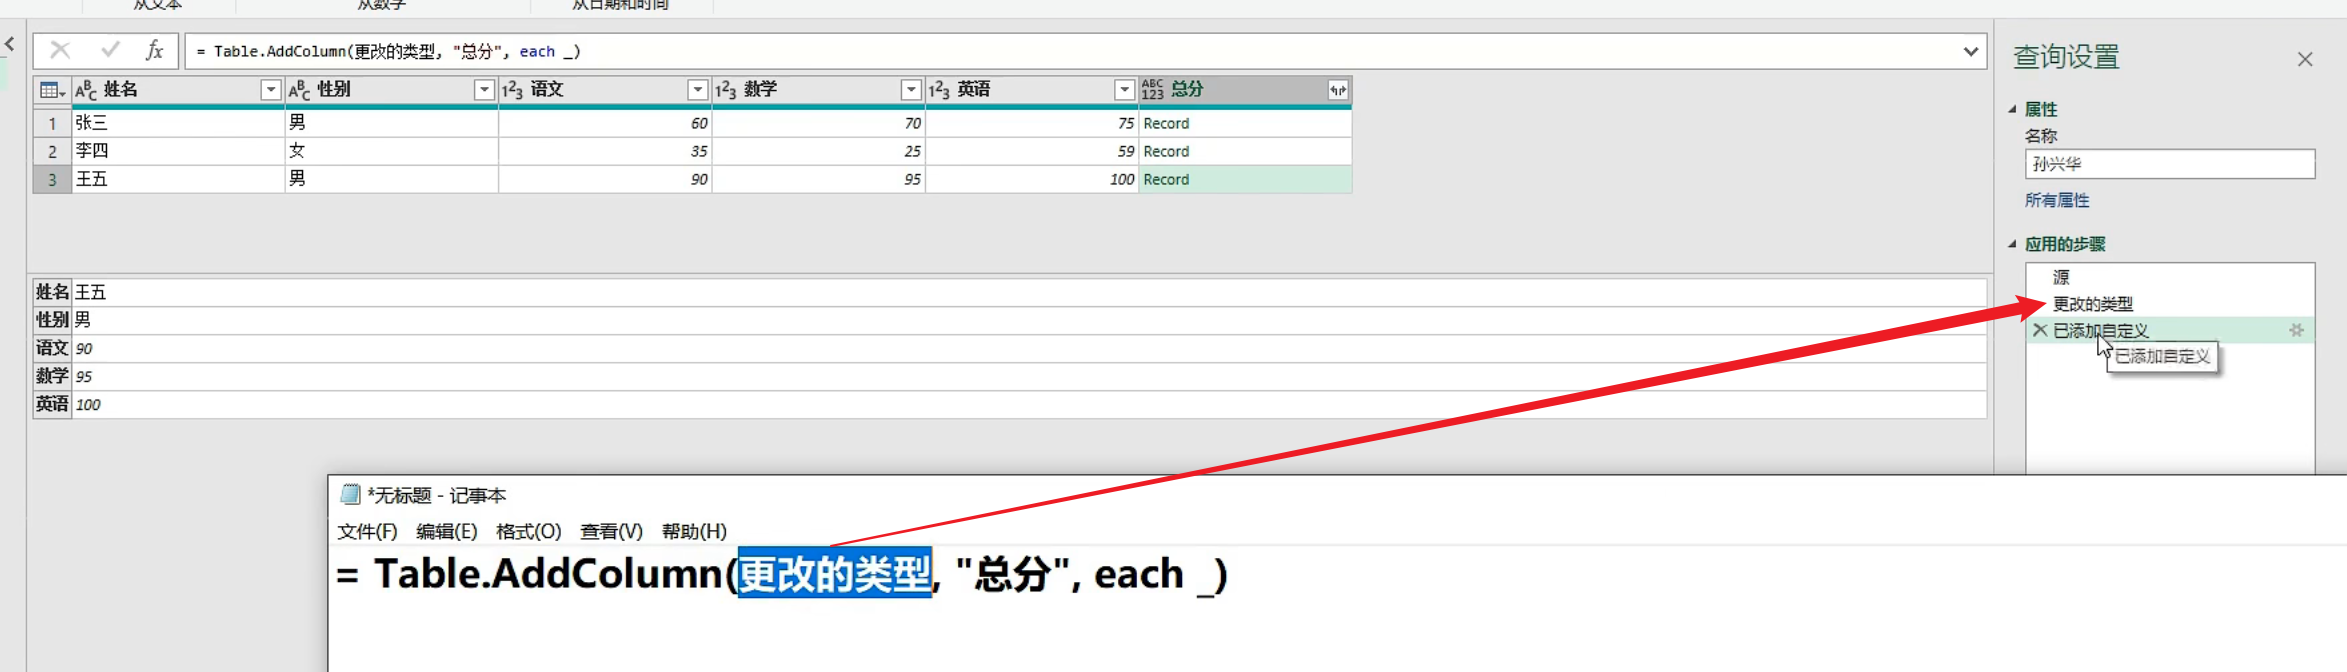 从文本 从数字 从日期和时间
= Table.AddColumn(更改的类型, "总分", each _)
姓名 性别 语文 数学 英语 总分
1 张三 男 60 70 75 Record
2 李四 女 35 25 59 Record
3 王五 男 90 95 100 Record
姓名 王五
性别 男
语文 90
数学 95
英语 100
查询设置
属性
名称
孙兴华
所有属性
应用的步骤
源
更改的类型
已添加自定义
已添加自定义
*无标题 - 记事本
文件(F) 编辑(E) 格式(O) 查看(V) 帮助(H)
= Table.AddColumn(更改的类型, "总分", each _)